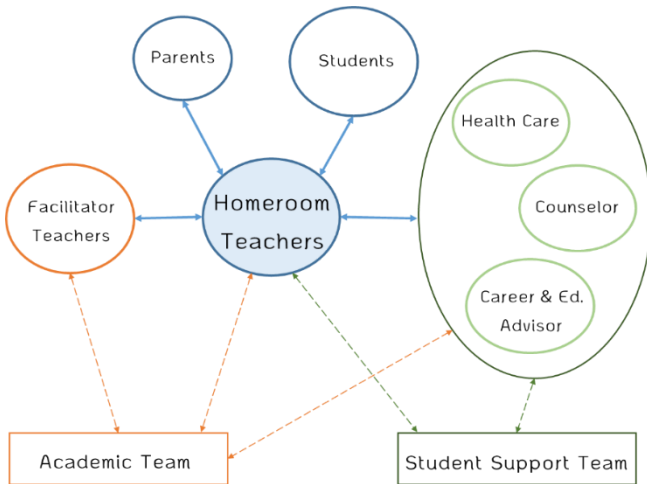 Parents
Students
Health Care
Facilitator
Teachers
Homeroom
Teachers
Counselor
Career & Ed.
Advisor
Academic Team
Student Support Team